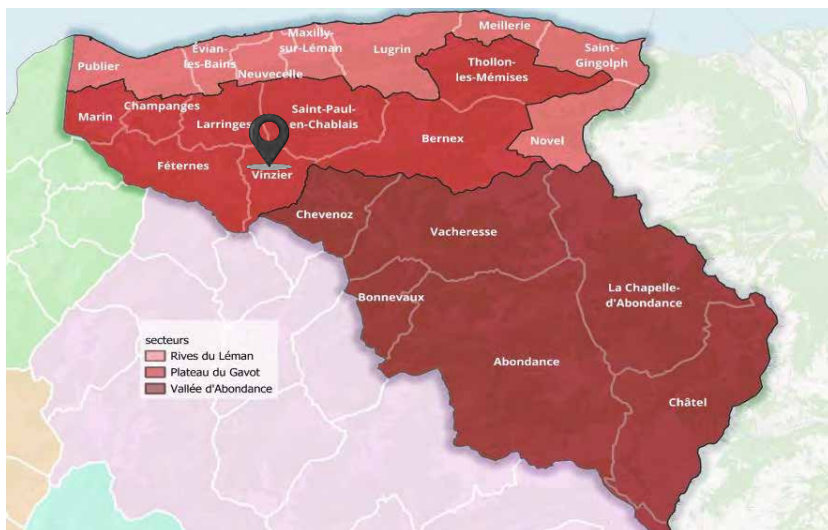 Publier
Évian-
les-Bains
Maxilly-
sur-Léman
Neuvecelle
Lugrin
Meillerie
Saint-
Gingolph
Thollon-
les-Mémises
Marin
Champanges
Larringes
Saint-Paul-
en-Chablais
Bernex
Novel
Féternes
Vinzier
Chevenoz
Vacheresse
Bonnevaux
La Chapelle-
d'Abondance
Abondance
Châtel
secteurs
Rives du Léman
Plateau du Gavot
Vallée d'Abondance